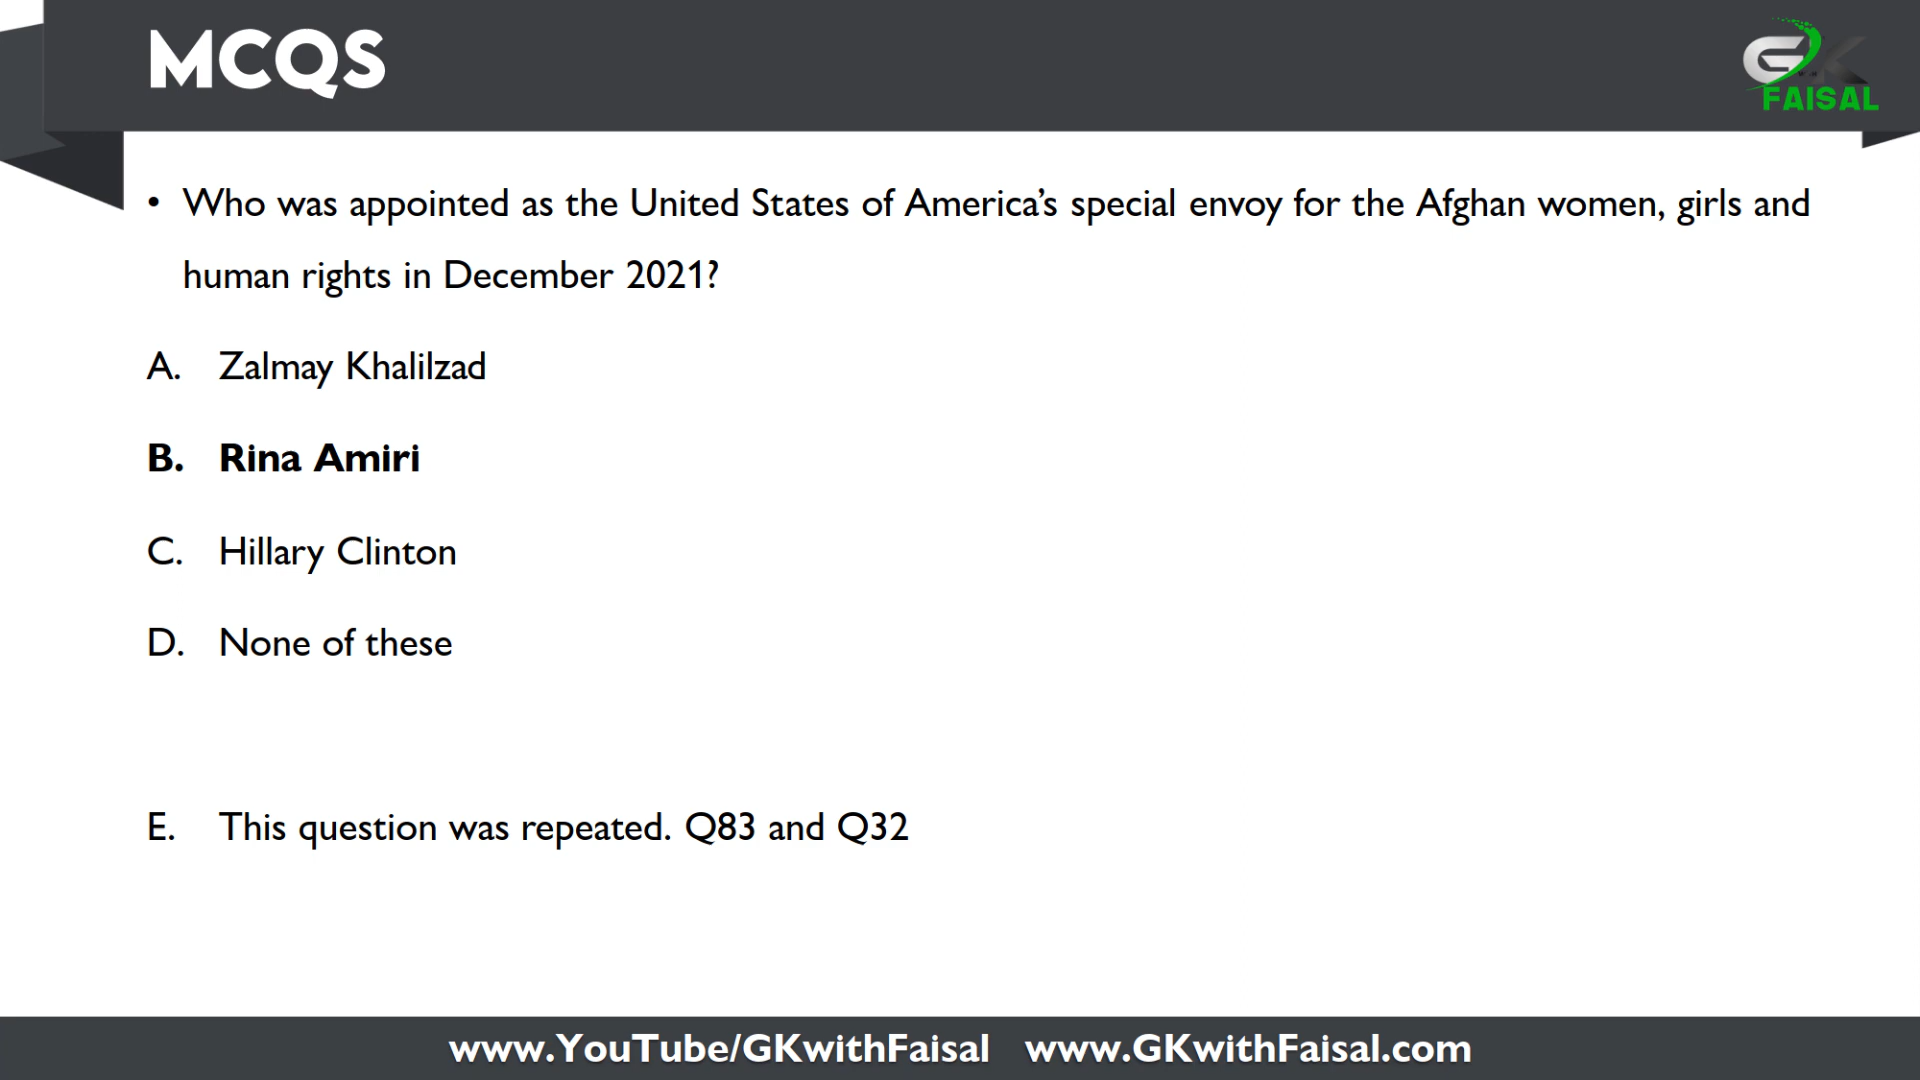 MCQS
GK
FAISAL
• Who was appointed as the United States of America’s special envoy for the Afghan women, girls and
human rights in December 2021?
A. Zalmay Khalilzad
B. Rina Amiri
C. Hillary Clinton
D. None of these
E. This question was repeated. Q83 and Q32
www.YouTube/GKwithFaisal www.GKwithFaisal.com